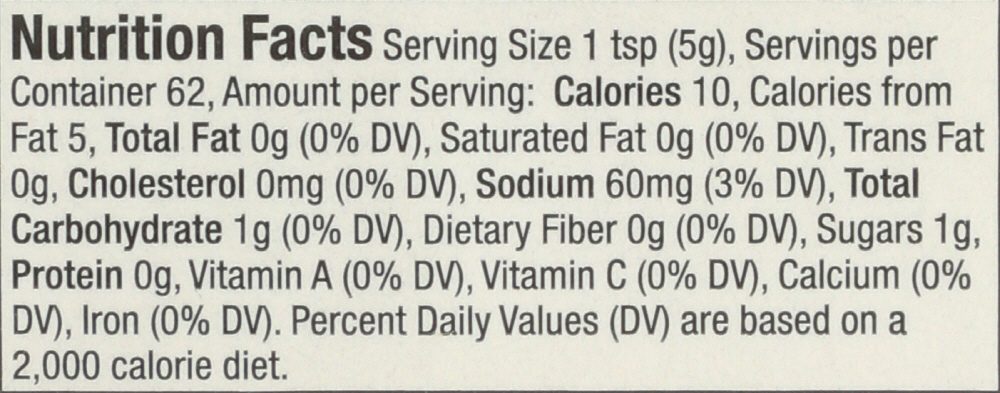 Nutrition Facts Serving Size 1 tsp (5g), Servings per
Container 62, Amount per Serving: Calories 10, Calories from
Fat 5, Total Fat 0g (0% DV), Saturated Fat 0g (0% DV), Trans Fat
0g, Cholesterol 0mg (0% DV), Sodium 60mg (3% DV), Total
Carbohydrate 1g (0% DV), Dietary Fiber 0g (0% DV), Sugars 1g,
Protein 0g, Vitamin A (0% DV), Vitamin C (0% DV), Calcium (0%
DV), Iron (0% DV). Percent Daily Values (DV) are based on a
2,000 calorie diet.